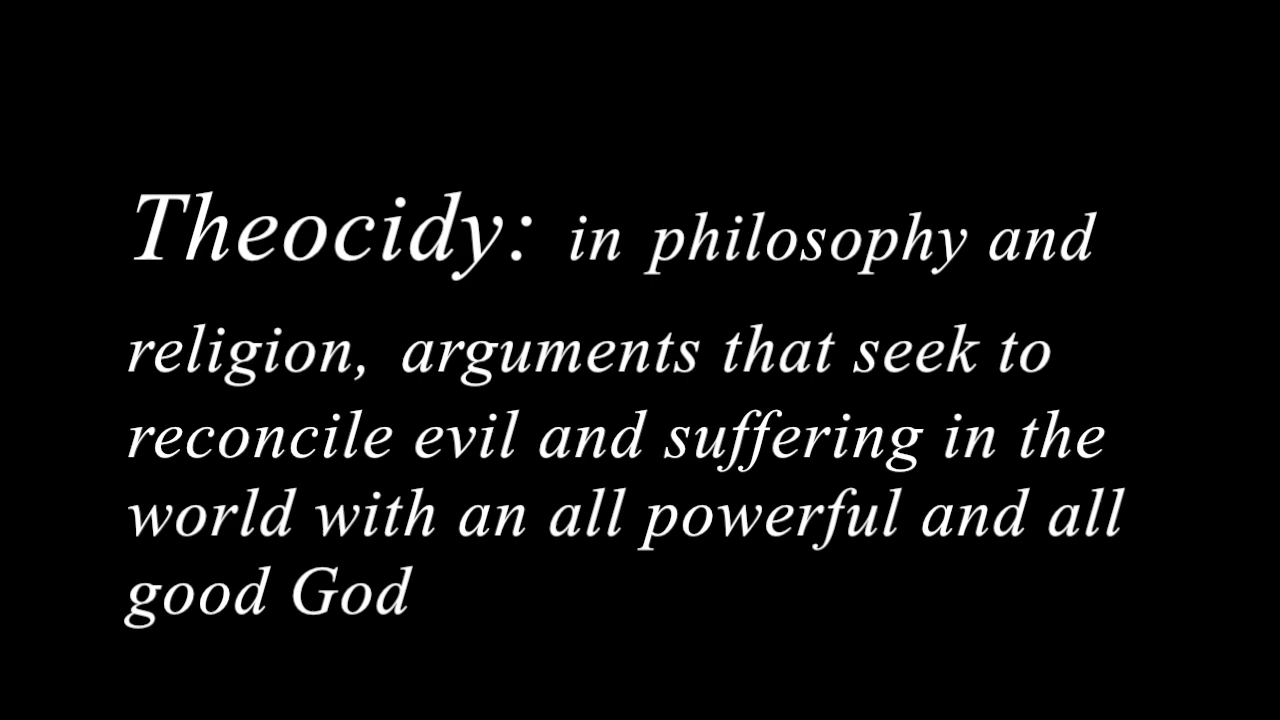 Theocidy: in philosophy and
religion, arguments that seek to
reconcile evil and suffering in the
world with an all powerful and all
good God